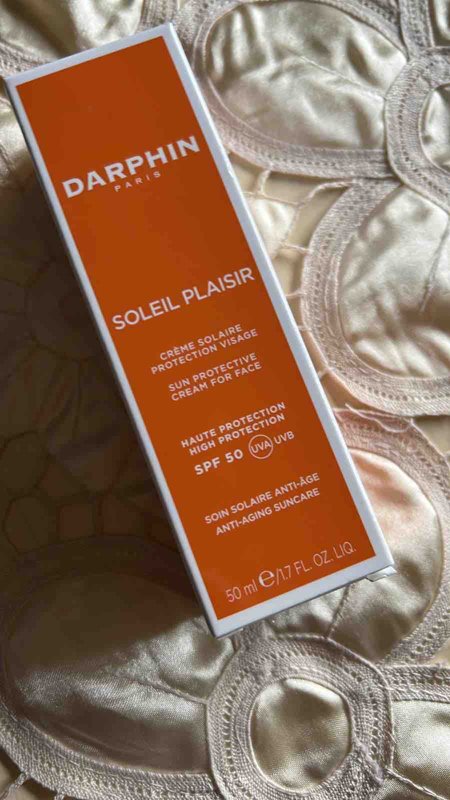 DARPHIN
PARIS
SOLEIL PLAISIR
CRÈME SOLAIRE
PROTECTION VISAGE
SUN PROTECTIVE
CREAM FOR FACE
HAUTE PROTECTION
HIGH PROTECTION
SPF 50 UVA UVB
SOIN SOLAIRE ANTI-ÂGE
ANTI-AGING SUNCARE
50 ml ℮/1.7 FL. OZ. LIQ.